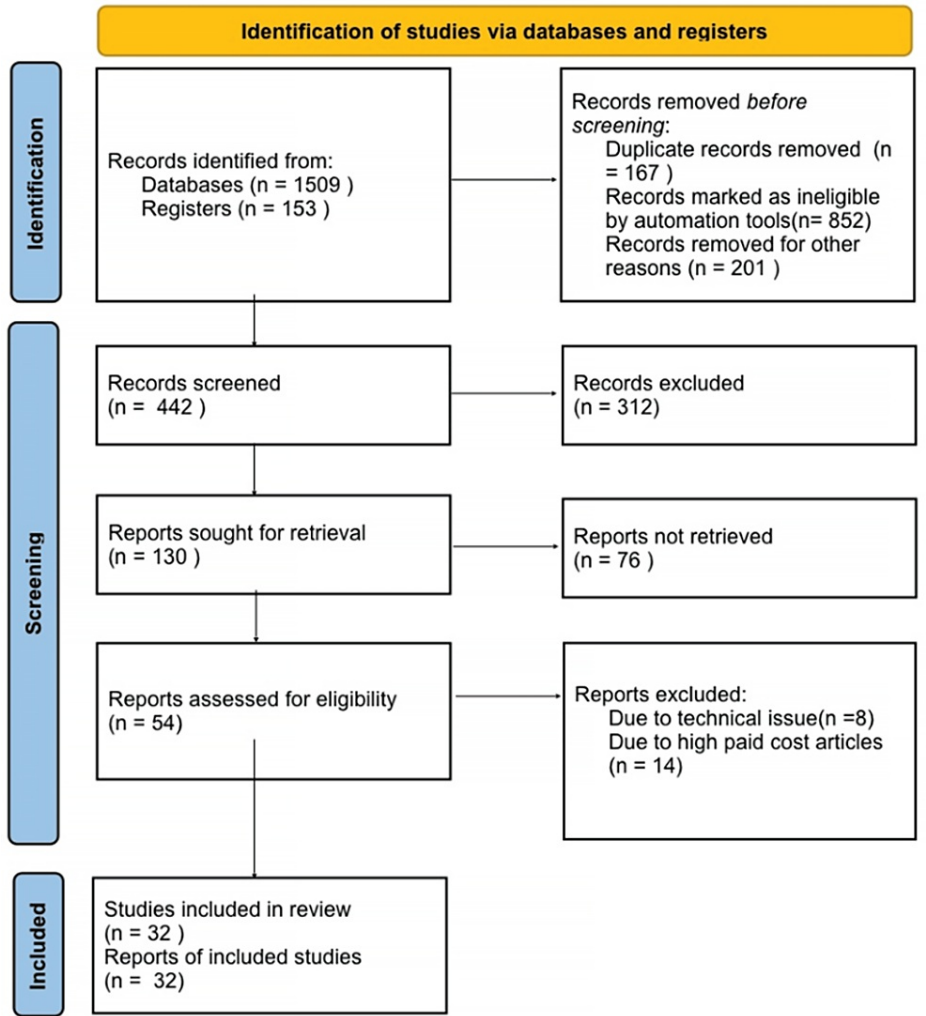 Identification of studies via databases and registers
Identification
Records identified from:
Databases (n = 1509 )
Registers (n = 153 )
Records removed before
screening:
Duplicate records removed (n
= 167 )
Records marked as ineligible
by automation tools(n= 852)
Records removed for other
reasons (n = 201 )
Screening
Records screened
(n = 442 )
Records excluded
(n = 312)
Reports sought for retrieval
(n = 130 )
Reports not retrieved
(n = 76 )
Reports assessed for eligibility
(n = 54)
Reports excluded:
Due to technical issue(n =8)
Due to high paid cost articles
(n = 14)
Included
Studies included in review
(n = 32 )
Reports of included studies
(n = 32)